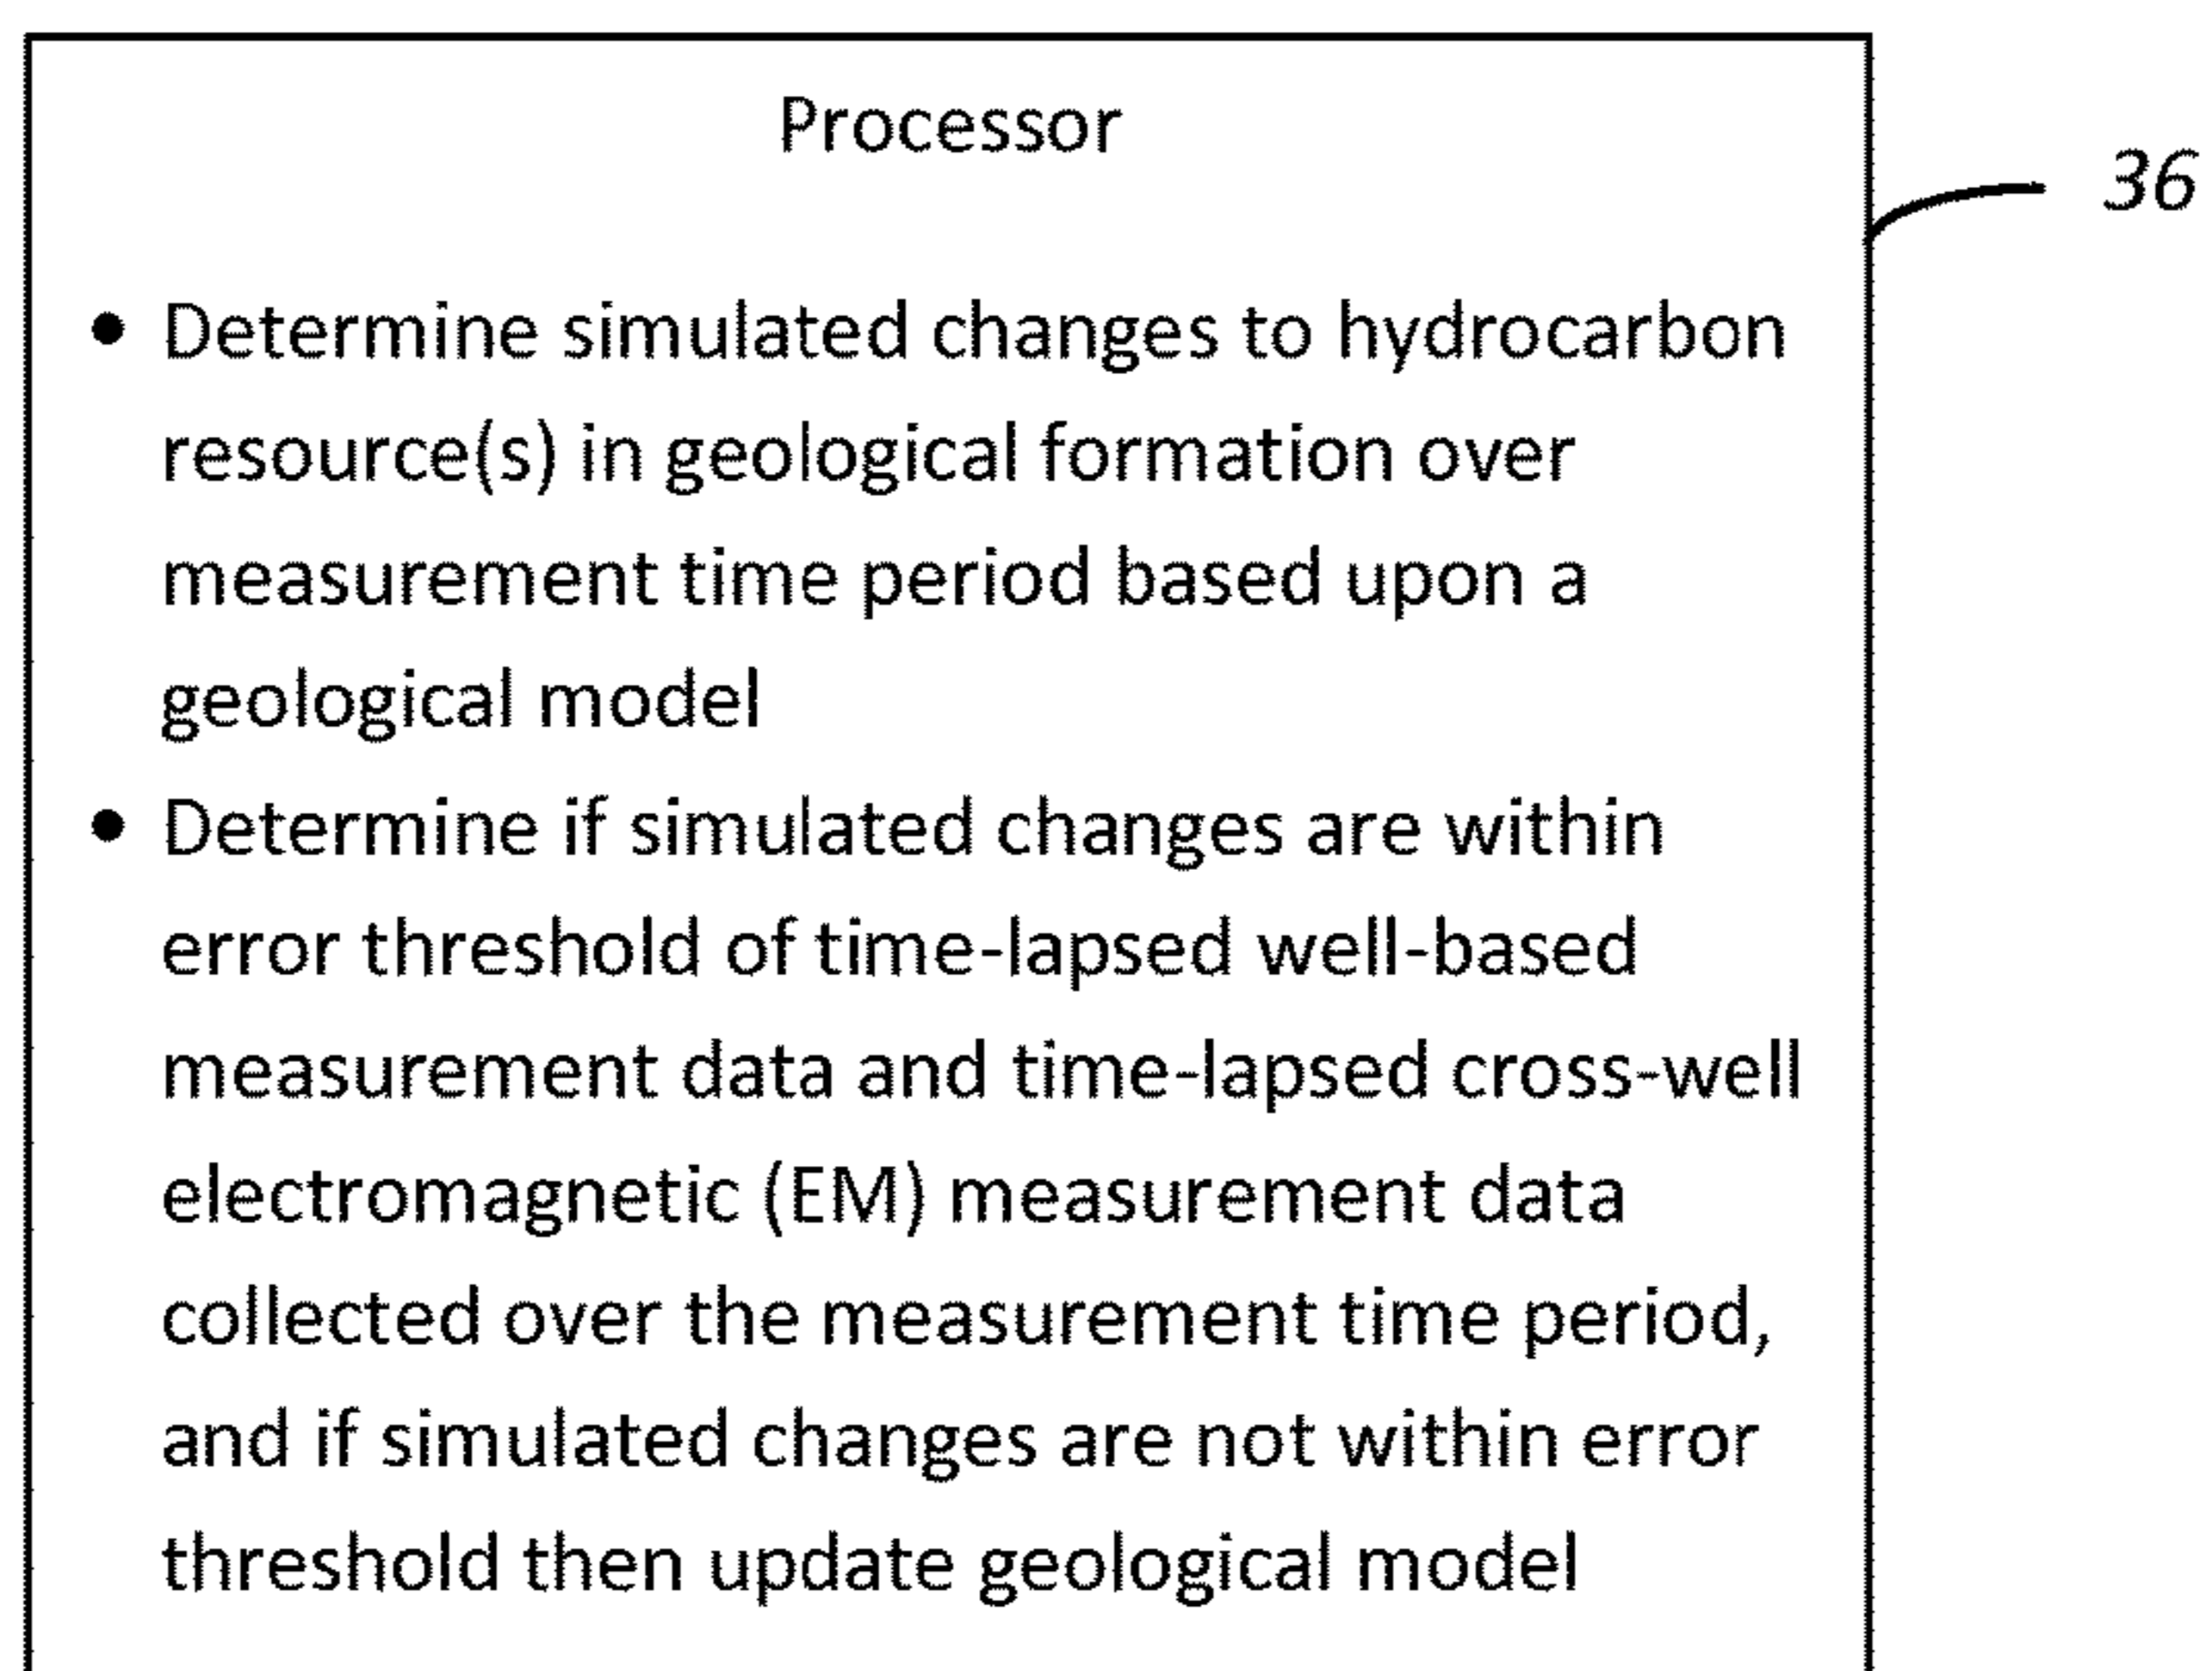 Processor
36
• Determine simulated changes to hydrocarbon
resource(s) in geological formation over
measurement time period based upon a
geological model
• Determine if simulated changes are within
error threshold of time-lapsed well-based
measurement data and time-lapsed cross-well
electromagnetic (EM) measurement data
collected over the measurement time period,
and if simulated changes are not within error
threshold then update geological model